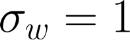 σ_w = 1